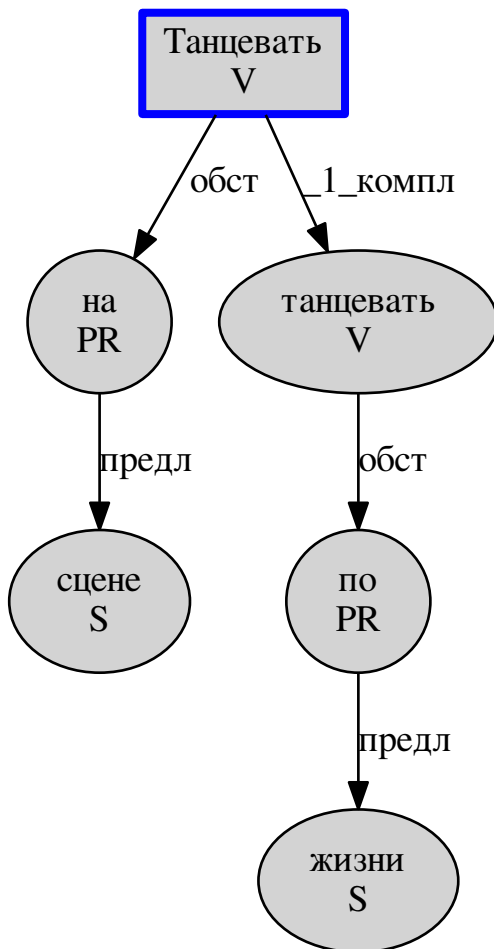 Танцевать
V
обст
_1_компл
на
PR
танцевать
V
предл
обст
сцене
S
по
PR
предл
жизни
S